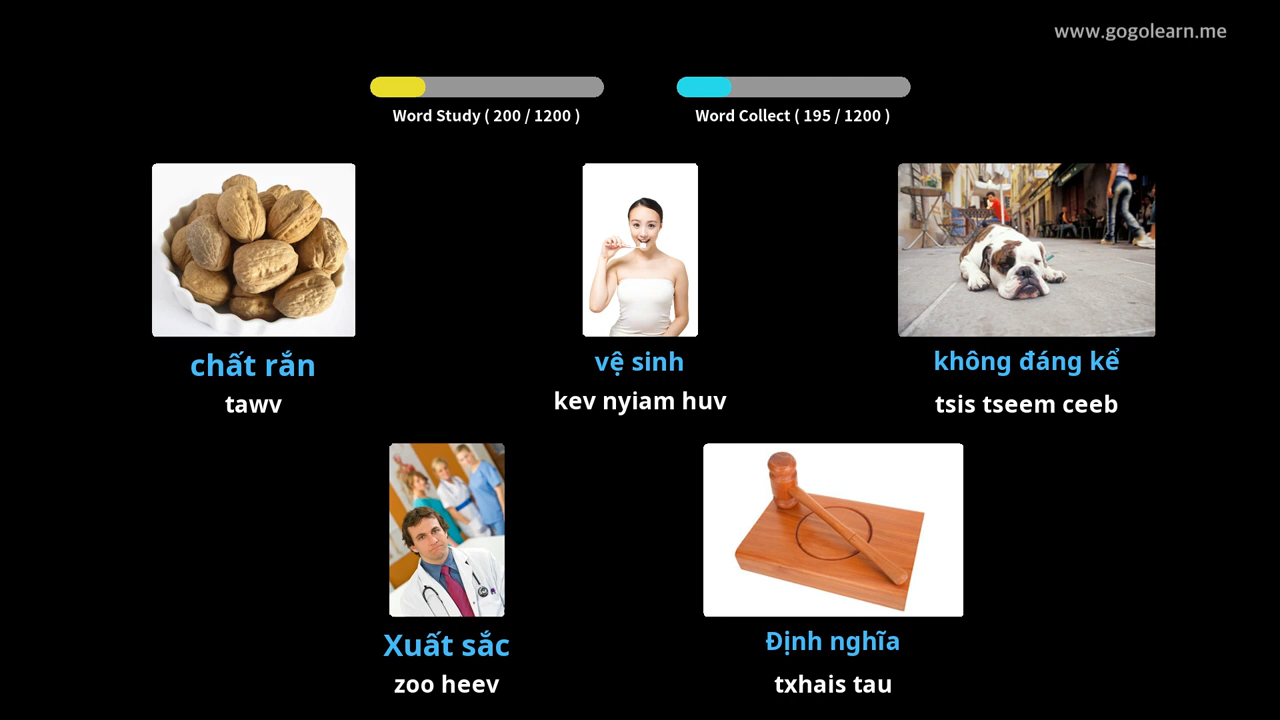 www.gogolearn.me
Word Study ( 200 / 1200 )
Word Collect ( 195 / 1200 )
chất rắn
tawv
vệ sinh
kev nyiam huv
không đáng kể
tsis tseem ceeb
Xuất sắc
zoo heev
Định nghĩa
txhais tau